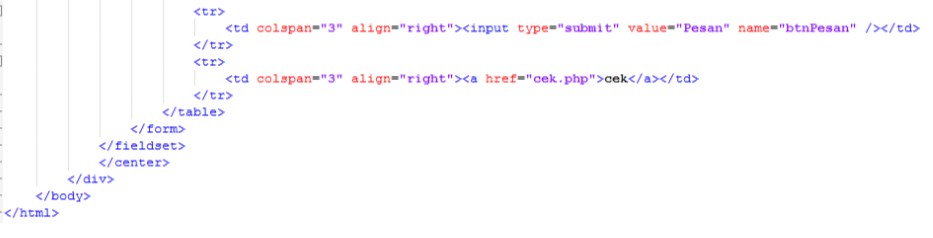 <tr>
<td colspan="3" align="right"><input type="submit" value="Pesan" name="btnPesan" /></td>
</tr>
<tr>
<td colspan="3" align="right"><a href="cek.php">cek</a></td>
</tr>
</table>
</form>
</fieldset>
</center>
</div>
</body>
</html>